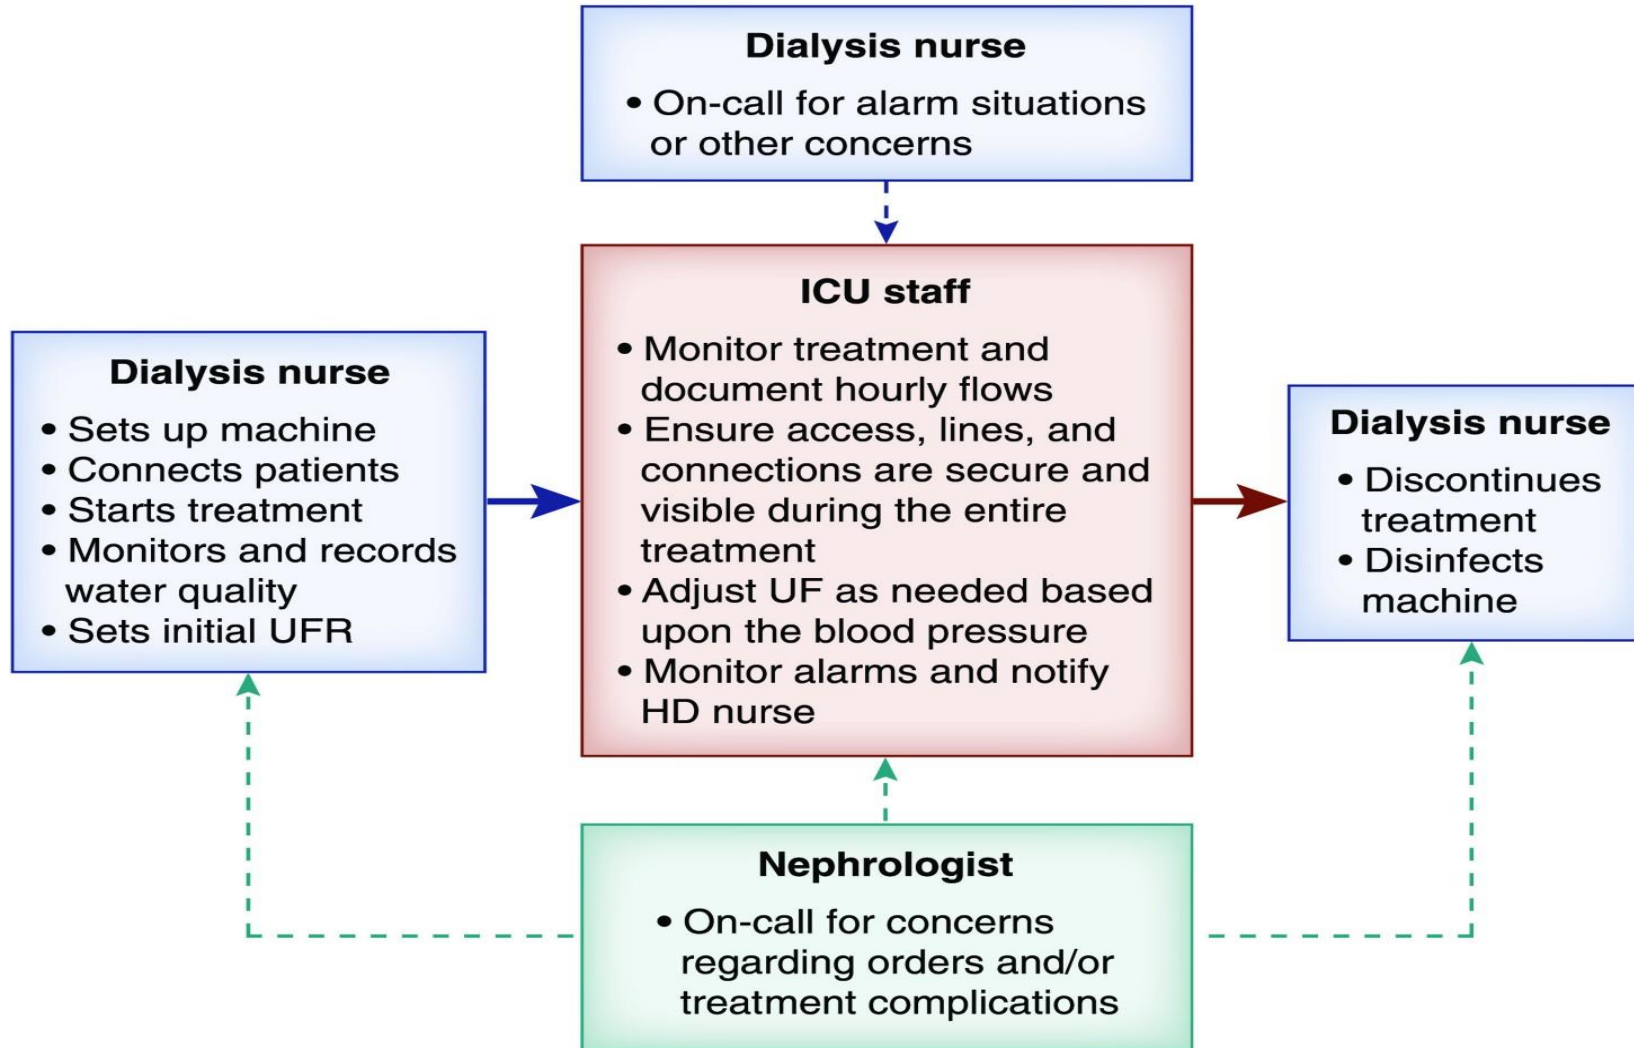 Dialysis nurse
• On-call for alarm situations
or other concerns
Dialysis nurse
• Sets up machine
• Connects patients
• Starts treatment
• Monitors and records
water quality
• Sets initial UFR
ICU staff
• Monitor treatment and
document hourly flows
• Ensure access, lines, and
connections are secure and
visible during the entire
treatment
• Adjust UF as needed based
upon the blood pressure
• Monitor alarms and notify
HD nurse
Dialysis nurse
• Discontinues
treatment
• Disinfects
machine
Nephrologist
• On-call for concerns
regarding orders and/or
treatment complications